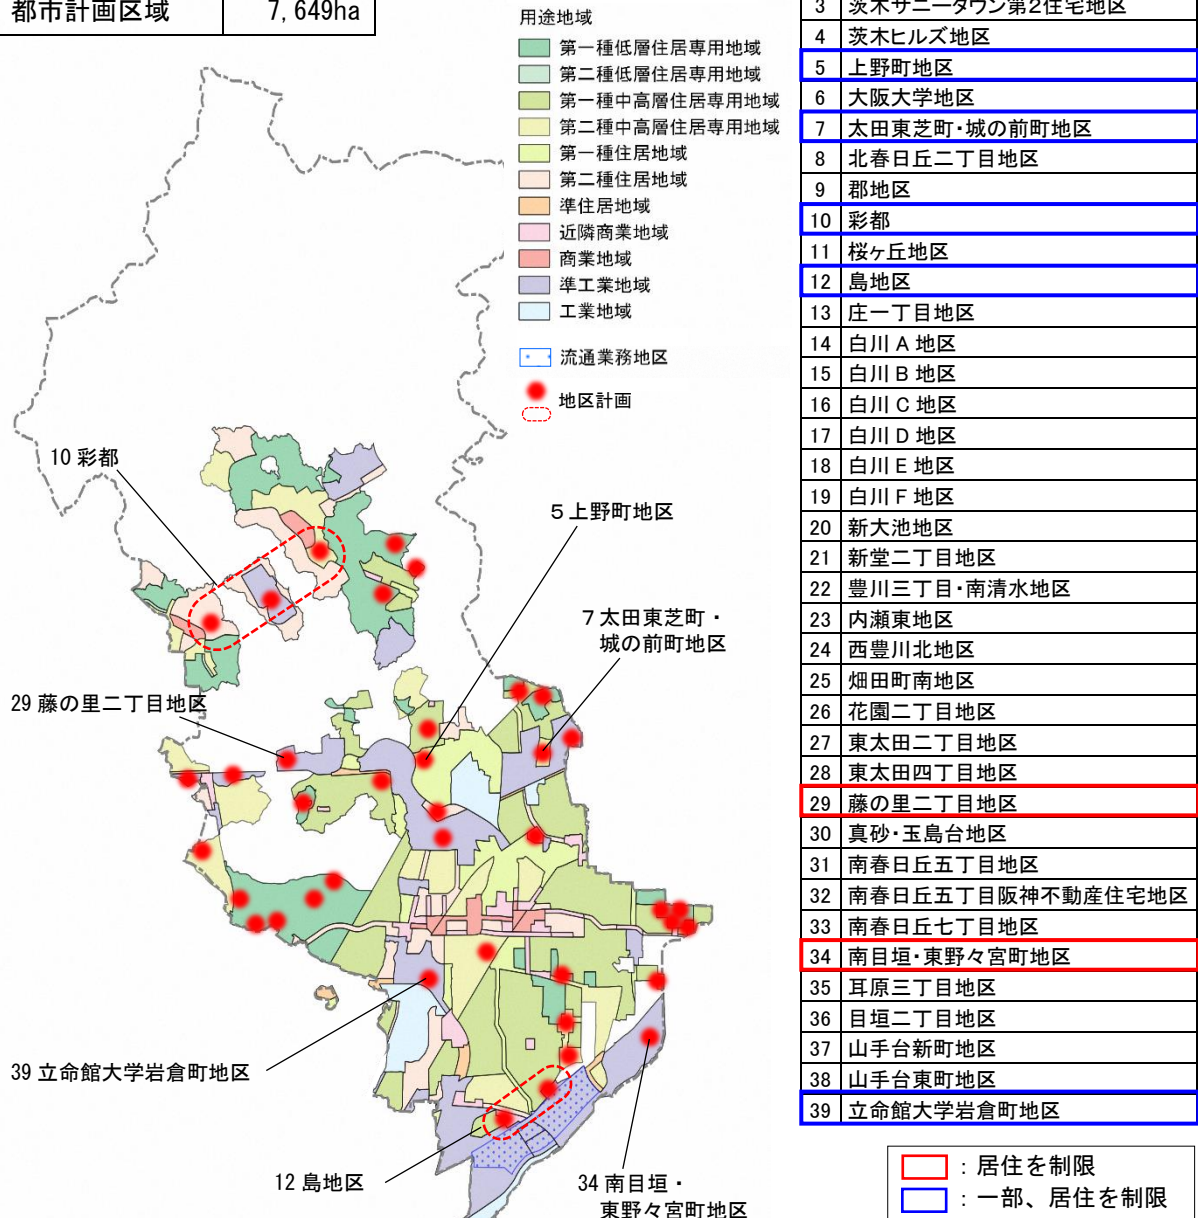 都市計画区域 7,649ha
用途地域
第一種低層住居専用地域
第二種低層住居専用地域
第一種中高層住居専用地域
第二種中高層住居専用地域
第一種住居地域
第二種住居地域
準住居地域
近隣商業地域
商業地域
準工業地域
工業地域
流通業務地区
地区計画
10 彩都
5 上野町地区
7 太田東芝町・
城の前町地区
29 藤の里二丁目地区
39 立命館大学岩倉町地区
12 島地区
34 南目垣・
東野々宮町地区
3 茨木サニータウン第2住宅地区
4 茨木ヒルズ地区
5 上野町地区
6 大阪大学地区
7 太田東芝町・城の前町地区
8 北春日丘二丁目地区
9 郡地区
10 彩都
11 桜ヶ丘地区
12 島地区
13 庄一丁目地区
14 白川 A 地区
15 白川 B 地区
16 白川 C 地区
17 白川 D 地区
18 白川 E 地区
19 白川 F 地区
20 新大池地区
21 新堂二丁目地区
22 豊川三丁目・南清水地区
23 内瀬東地区
24 西豊川北地区
25 畑田町南地区
26 花園二丁目地区
27 東太田二丁目地区
28 東太田四丁目地区
29 藤の里二丁目地区
30 真砂・玉島台地区
31 南春日丘五丁目地区
32 南春日丘五丁目阪神不動産住宅地区
33 南春日丘七丁目地区
34 南目垣・東野々宮町地区
35 耳原三丁目地区
36 目垣二丁目地区
37 山手台新町地区
38 山手台東町地区
39 立命館大学岩倉町地区
：居住を制限
：一部、居住を制限